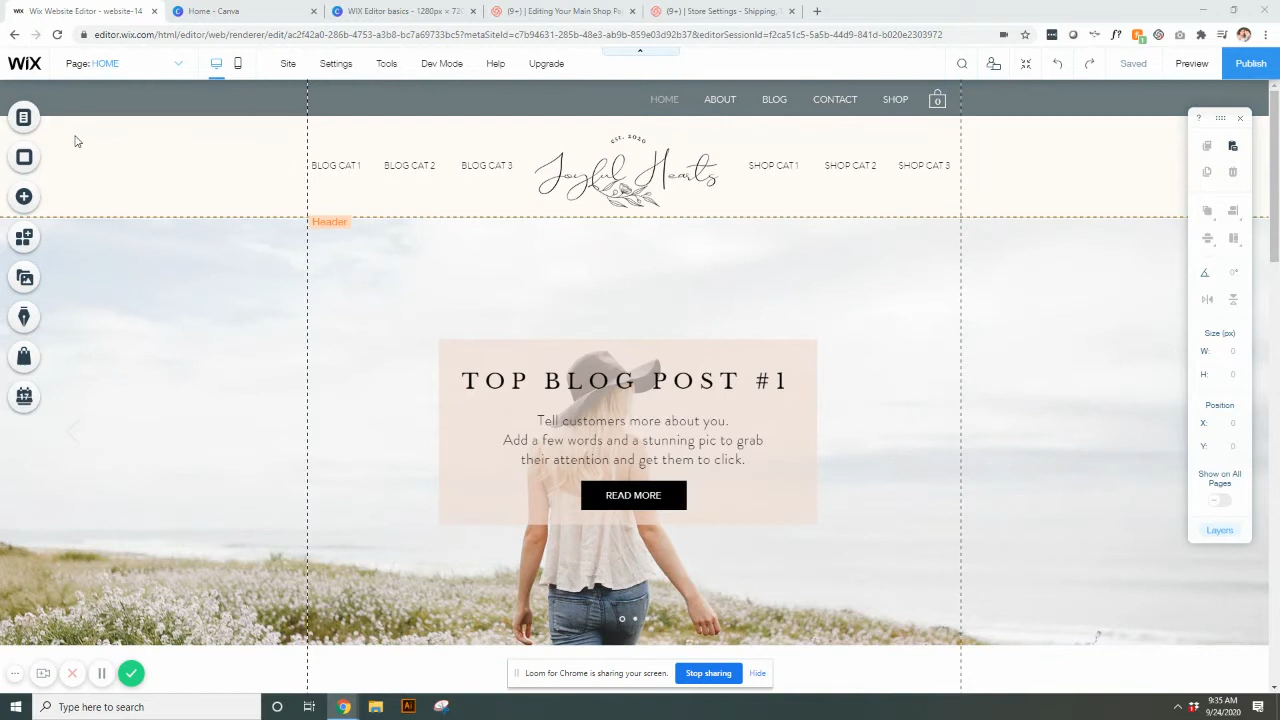 Wix Website Editor - website-14
Home - Canva
WIX Editor basics - 1280px × 720
(9+) | Editing Your Main Shop Pa
(9+) | Store Settings - Shipping, T
editor.wix.com/html/editor/web/renderer/edit/ac2f42a0-286b-4753-a3b8-bc7a69733bc5?metaSiteId=c7b94631-285b-48e3-ab9b-859e03d92b37&editorSessionId=f2ca51c5-5a5b-44d9-841d-b020e2303972
WiX
Page: HOME
Site
Settings
Tools
Dev Mode
Help
Upgrade
Saved
Preview
Publish
HOME
ABOUT
BLOG
CONTACT
SHOP
0
est. 2020
BLOG CAT 1
BLOG CAT 2
BLOG CAT 3
Joyful Hearts
SHOP CAT 1
SHOP CAT 2
SHOP CAT 3
Header
TOP BLOG POST #1
Tell customers more about you.
Add a few words and a stunning pic to grab
their attention and get them to click.
READ MORE
?
0°
Size (px)
W: 0
H: 0
Position
X: 0
Y: 0
Show on All
Pages
Layers
17
Loom for Chrome is sharing your screen.
Stop sharing
Hide
Type here to search
Ai
9:35 AM
9/24/2020